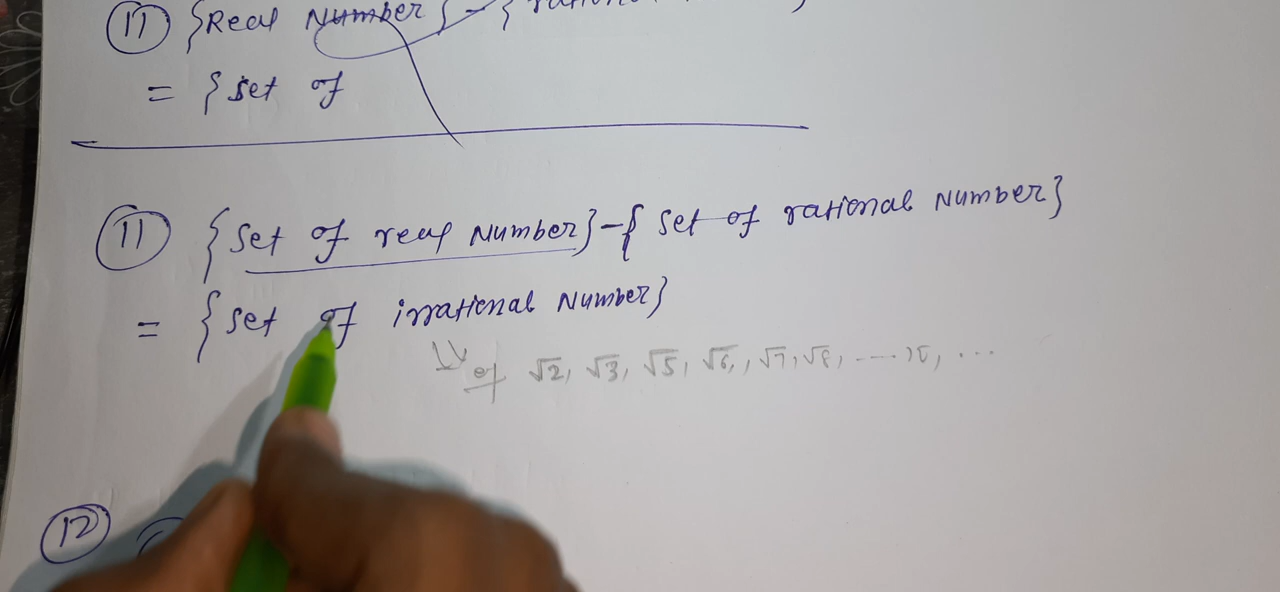 11 {Real Number} - {
= {set of
11 {set of real Number} - { set of rational Number}
= {set of irrational Number}
eg √2, √3, √5, √6, √7, √8, ----, ...
12